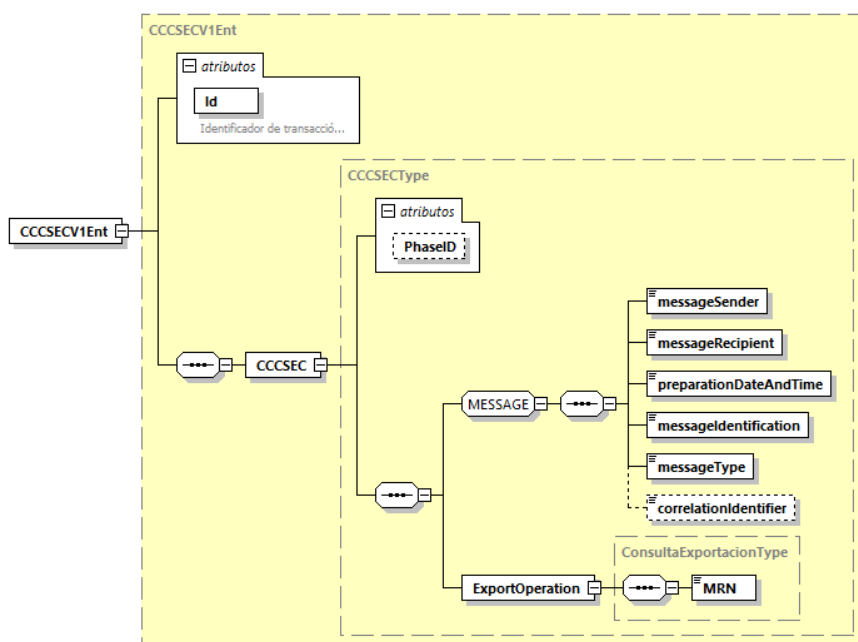 CCCSECV1Ent
atributos
Id
Identificador de transacció...
CCCSECType
atributos
PhaseID
CCCSECV1Ent
CCCSEC
messageSender
messageRecipient
MESSAGE
preparationDateAndTime
messageIdentification
messageType
correlationIdentifier
ConsultaExportacionType
ExportOperation
MRN